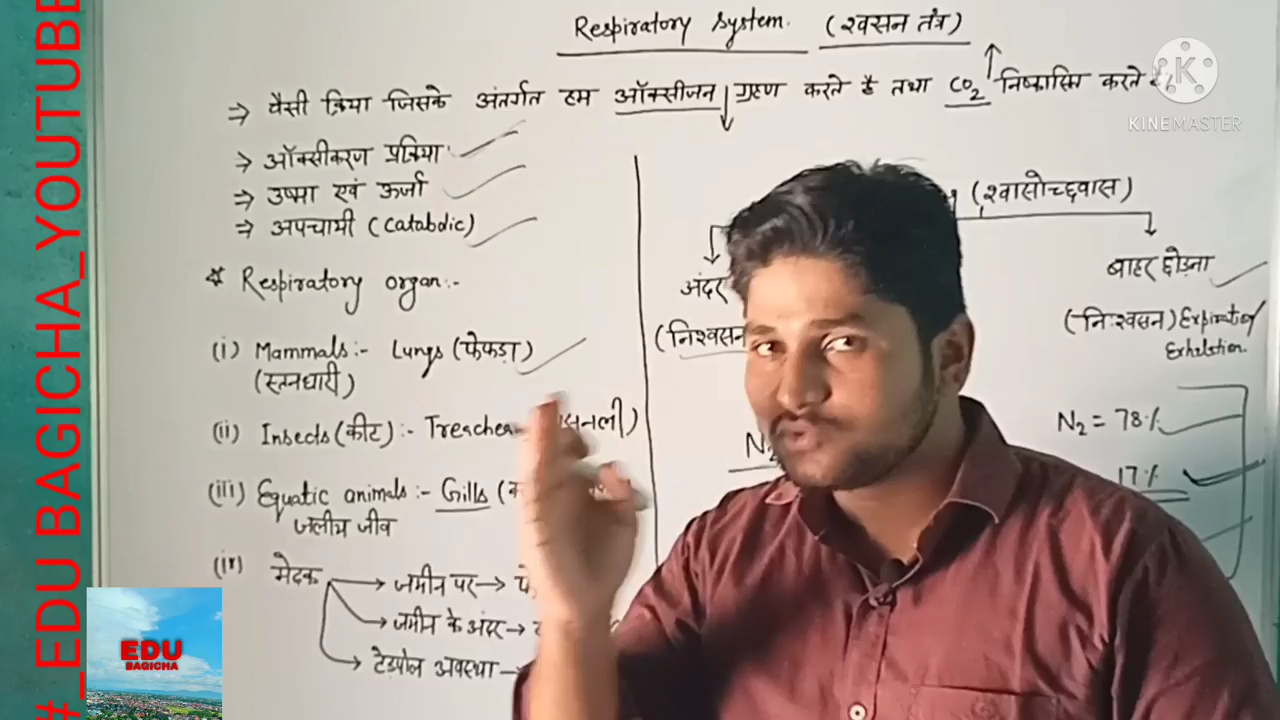 Respiratory System. (श्वसन तंत्र)
⇒ वैसी क्रिया जिसके अंतर्गत हम ऑक्सीजन ग्रहण करते है तथा CO2 निष्कासित करते
⇒ ऑक्सीकरण प्रक्रिया
⇒ उष्मा एवं ऊर्जा
⇒ अपचायी (Catabolic)
* Respiratory organ:-
(i) Mammals:- Lungs (फेफड़ा)
(स्तनधारी)
(ii) Insects (कीट):-
(iii) Equatic animals:- Gills
जलीय जीव
(iv) मेढक → जमीन पर →
→ जमीन के अंदर →
→ टेडपोल अवस्था
(श्वासोच्छवास)
अंदर
(निश्वसन
बाहर छोड़ना
(निःश्वसन) Expiration/
Exhalation
N2 = 78%
17%
KINEMASTER
#_EDU BAGICHA_YOUTUBE
EDU
BAGICHA